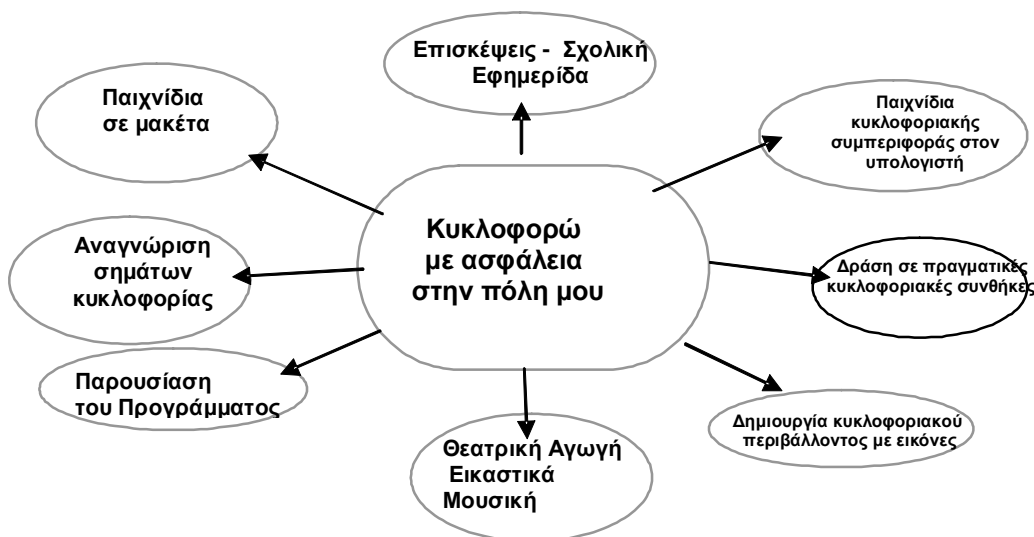 Επισκέψεις - Σχολική
Εφημερίδα
Παιχνίδια
σε μακέτα
Παιχνίδια
κυκλοφοριακής
συμπεριφοράς στον
υπολογιστή
Κυκλοφορώ
με ασφάλεια
στην πόλη μου
Αναγνώριση
σημάτων
κυκλοφορίας
Δράση σε πραγματικές
κυκλοφοριακές συνθήκες
Παρουσίαση
του Προγράμματος
Δημιουργία κυκλοφοριακού
περιβάλλοντος με εικόνες
Θεατρική Αγωγή
Εικαστικά
Μουσική